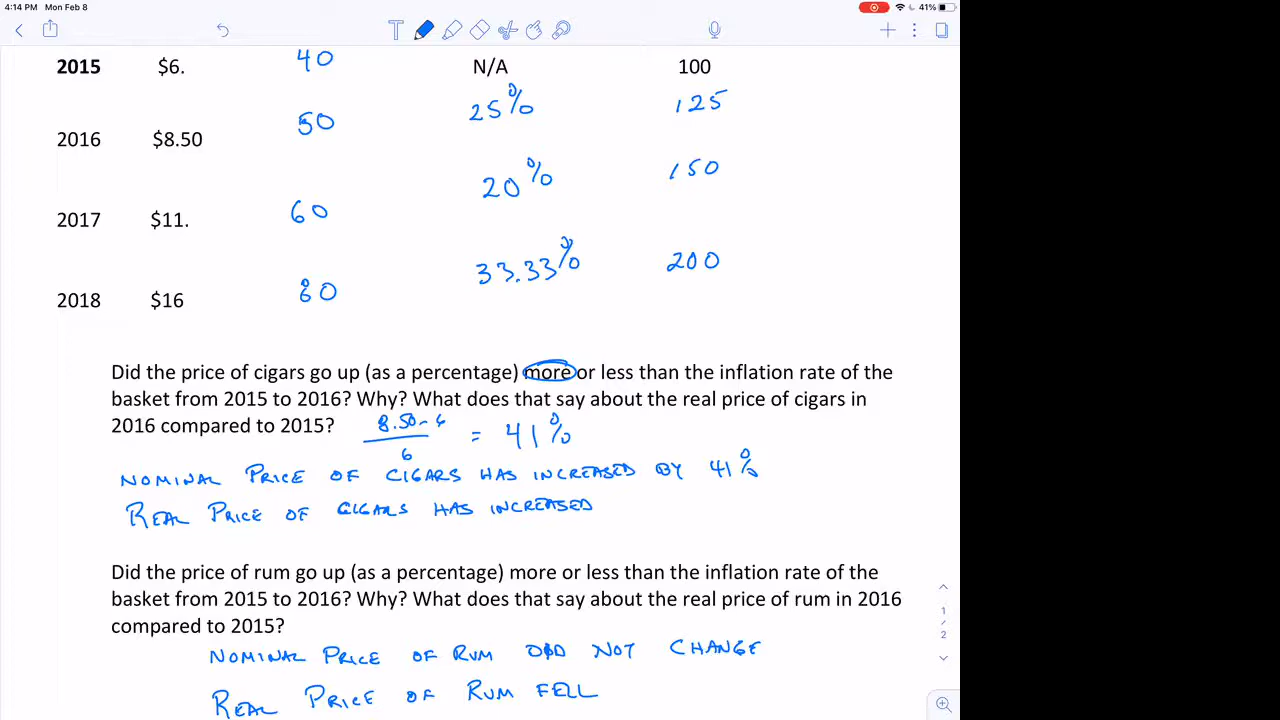 4:14 PM Mon Feb 8 41%
T
2015 $6. 40 N/A 100
25% 125
2016 $8.50 50
20% 150
2017 $11. 60
33.33% 200
2018 $16 80
Did the price of cigars go up (as a percentage) more or less than the inflation rate of the
basket from 2015 to 2016? Why? What does that say about the real price of cigars in
2016 compared to 2015? 8.50-6 / 6 = 41%
NOMINAL PRICE OF CIGARS HAS INCREASED BY 41%
REAL PRICE OF CIGARS HAS INCREASED
Did the price of rum go up (as a percentage) more or less than the inflation rate of the
basket from 2015 to 2016? Why? What does that say about the real price of rum in 2016
compared to 2015?
1
/
2
NOMINAL PRICE OF RUM DID NOT CHANGE
REAL PRICE OF RUM FELL